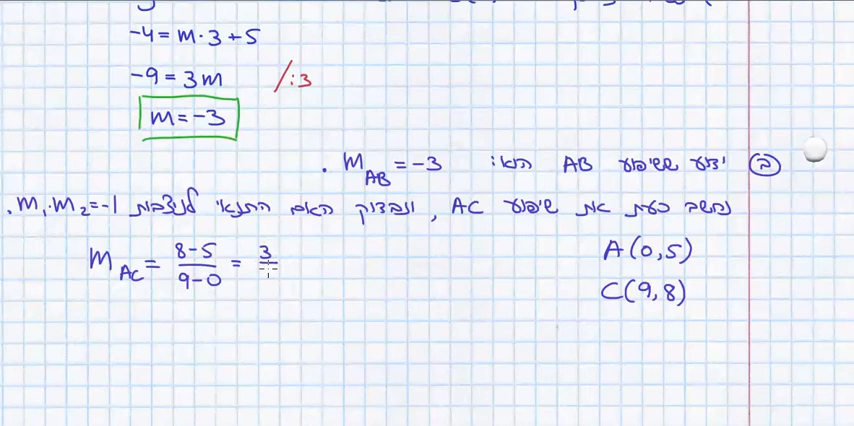 -4 = m·3 + 5
-9 = 3m /:3
m = -3
ב ידוע ששיפוע AB הוא: m_AB = -3 .
נחשב כעת את שיפוע AC, ונבדוק האם התנאי לניצבות m₁·m₂ = -1 .
A(0,5)
m_AC = (8-5)/(9-0) = 3/
C(9,8)